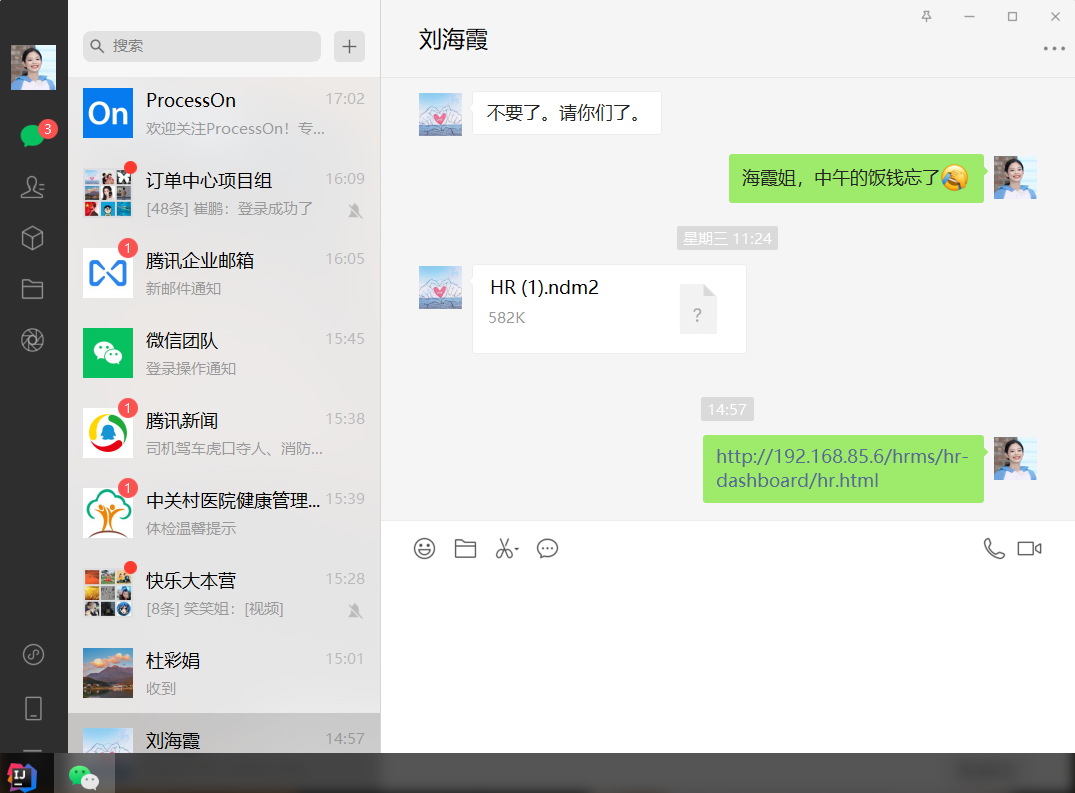 搜索
ProcessOn
17:02
On
欢迎关注ProcessOn！专...
订单中心项目组
16:09
[48条] 崔鹏：登录成功了
3
1
腾讯企业邮箱
16:05
新邮件通知
微信团队
15:45
登录操作通知
1
腾讯新闻
15:38
司机驾车虎口夺人、消防...
1
中关村医院健康管理...
15:39
体检温馨提示
快乐大本营
15:28
[8条] 笑笑姐：[视频]
杜彩娟
15:01
收到
刘海霞
14:57
刘海霞
不要了。请你们了。
海霞姐，中午的饭钱忘了
星期三 11:24
HR (1).ndm2
582K
?
14:57
http://192.168.85.6/hrms/hr-
dashboard/hr.html
IJ